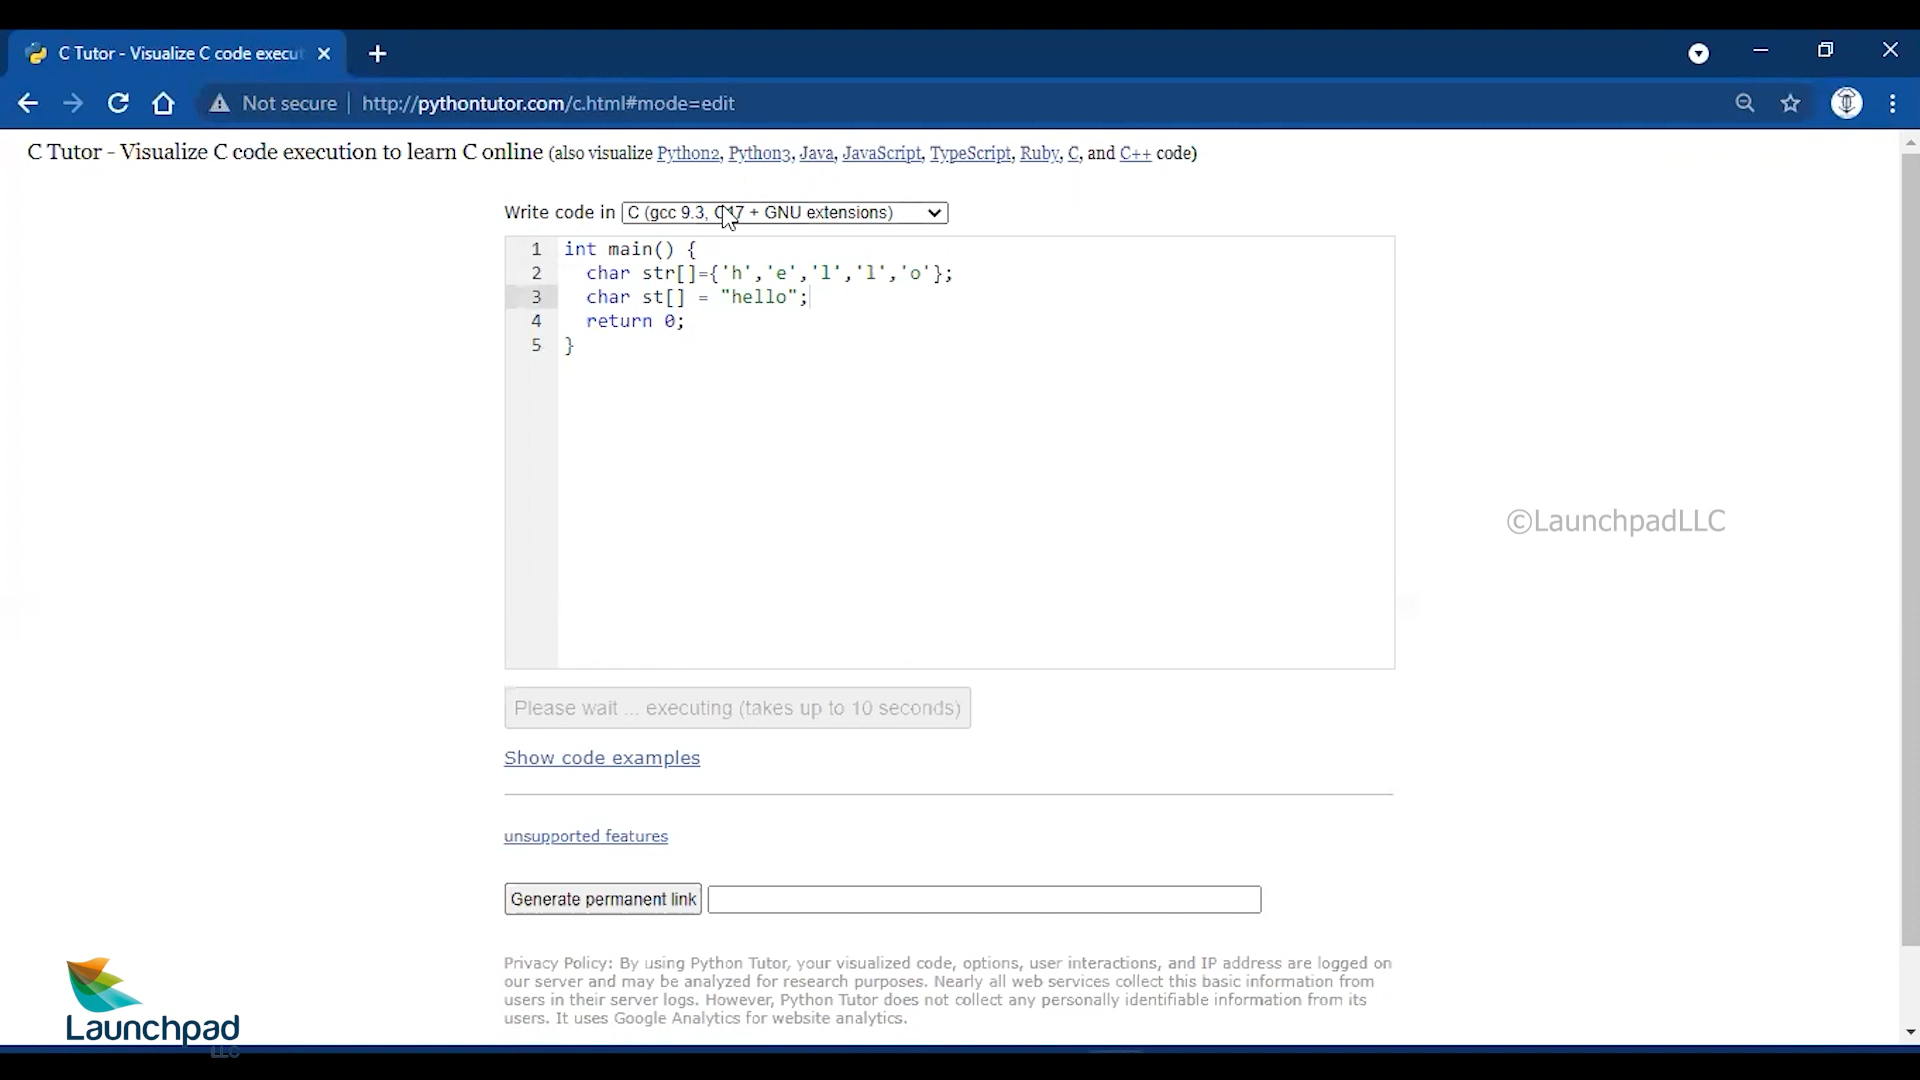 C Tutor - Visualize C code execut
Not secure http://pythontutor.com/c.html#mode=edit
C Tutor - Visualize C code execution to learn C online (also visualize Python2, Python3, Java, JavaScript, TypeScript, Ruby, C, and C++ code)
Write code in C (gcc 9.3, C17 + GNU extensions)
1 int main() {
2 char str[]={'h','e','l','l','o'};
3 char st[] = "hello";
4 return 0;
5 }
©LaunchpadLLC
Please wait ... executing (takes up to 10 seconds)
Show code examples
unsupported features
Generate permanent link
Privacy Policy: By using Python Tutor, your visualized code, options, user interactions, and IP address are logged on
our server and may be analyzed for research purposes. Nearly all web services collect this basic information from
users in their server logs. However, Python Tutor does not collect any personally identifiable information from its
users. It uses Google Analytics for website analytics.
Launchpad
LLC